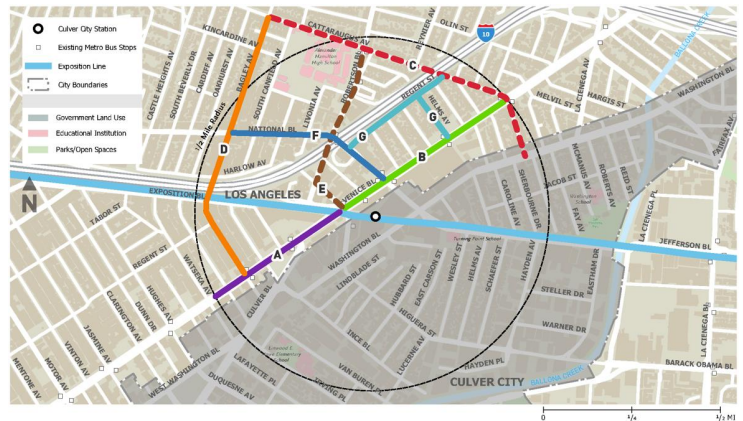 Culver City Station
Existing Metro Bus Stops
Exposition Line
City Boundaries
Government Land Use
Educational Institution
Parks/Open Spaces
N
KINCARDINE AV
CATTARAUGUS AV
REYNIER AV
OLIN ST
10
CASTLE HEIGHTS AV
SOUTH BEVERLY DR
CARDIFF AV
OAKHURST AV
BAGLEY AV
SOUTH CANFIELD AV
Alexander
Hamilton
High School
LIVONIA AV
ROBERTSON BL
C
REGENT ST
HELMS AV
LA CIENEGA AV
HARGIS ST
MELVIL ST
BALLONA CREEK
WASHINGTON BL
FAIRFAX AV
1/2 Mile Radius
NATIONAL BL
F
G
G
D
B
HARLOW AV
E
VENICE BL
EXPOSITION BL
LOS ANGELES
TABOR ST
REGENT ST
WATSEKA AV
A
WASHINGTON BL
LINDBLADE ST
CULVER BL
HUBBARD ST
EAST CARSON ST
WESLEY ST
HELMS AV
SCHAEFER ST
HAYDEN AV
CAROLINE AV
SHERBOURNE DR
JACOB ST
MCMANUS AV
FAY AV
ROBERTS AV
REID ST
LA CIENEGA PL
JEFFERSON BL
EASTHAM DR
STELLER DR
WARNER DR
HIGUERA ST
LUCERNE AV
INCE BL
VAN BUREN PL
IRVING PL
HAYDEN PL
CULVER CITY
BALLONA CREEK
BARACK OBAMA BL
LA CIENEGA BL
HUGHES AV
DUNN DR
CLARINGTON AV
JASMINE AV
VINTON AV
MOTOR AV
MENTONE AV
WEST WASHINGTON BL
LAFAYETTE PL
DUQUESNE AV
0
1/4
1/2 MI